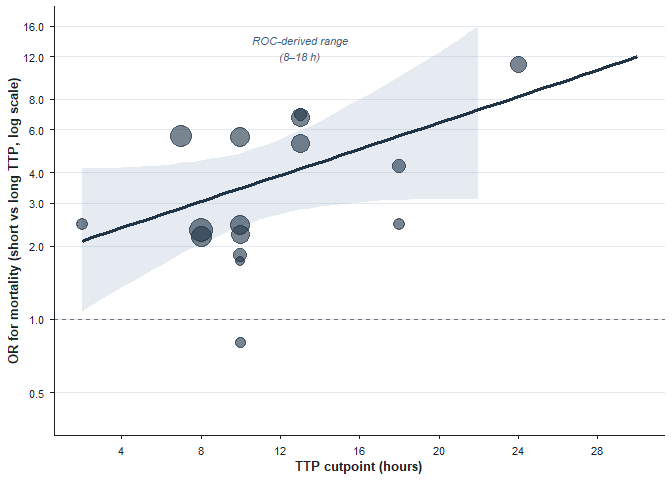 16.0
12.0
8.0
6.0
4.0
3.0
2.0
1.0
0.5
OR for mortality (short vs long TTP, log scale)
ROC-derived range
(8–18 h)
4 8 12 16 20 24 28
TTP cutpoint (hours)